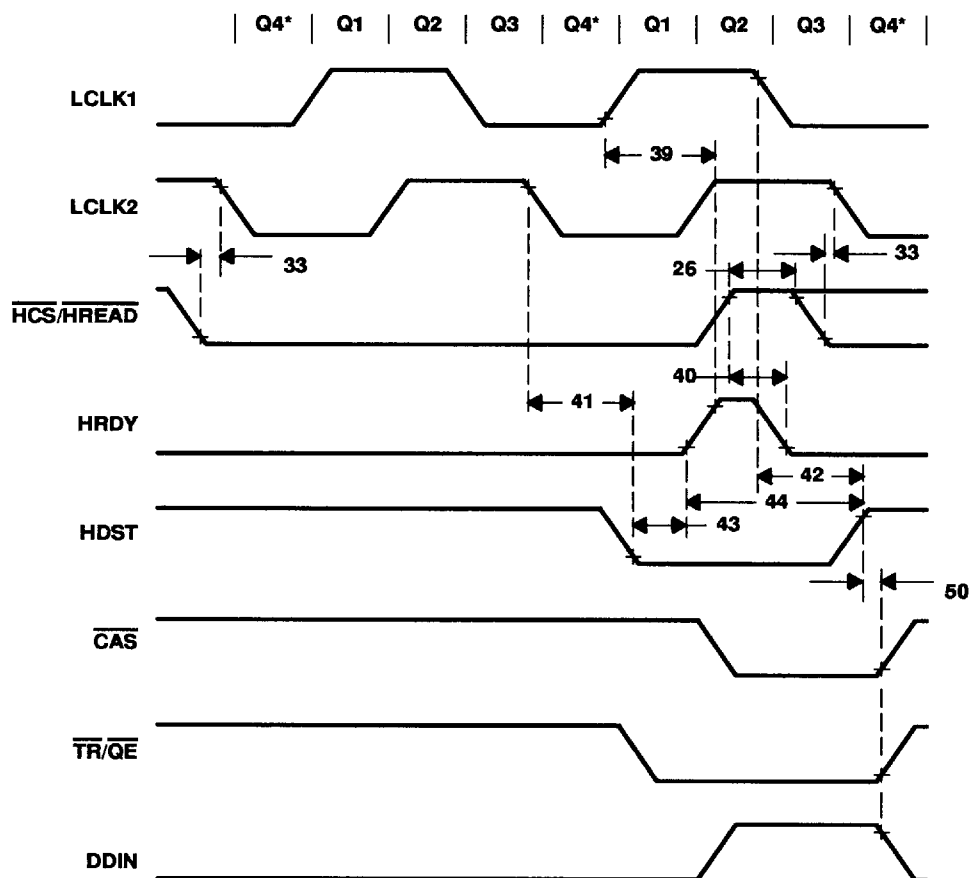 Q4* Q1 Q2 Q3 Q4* Q1 Q2 Q3 Q4*
LCLK1
39
LCLK2
33 33
26
HCS/HREAD
40
41
HRDY
42
44
HDST
43
50
CAS
TR/QE
DDIN